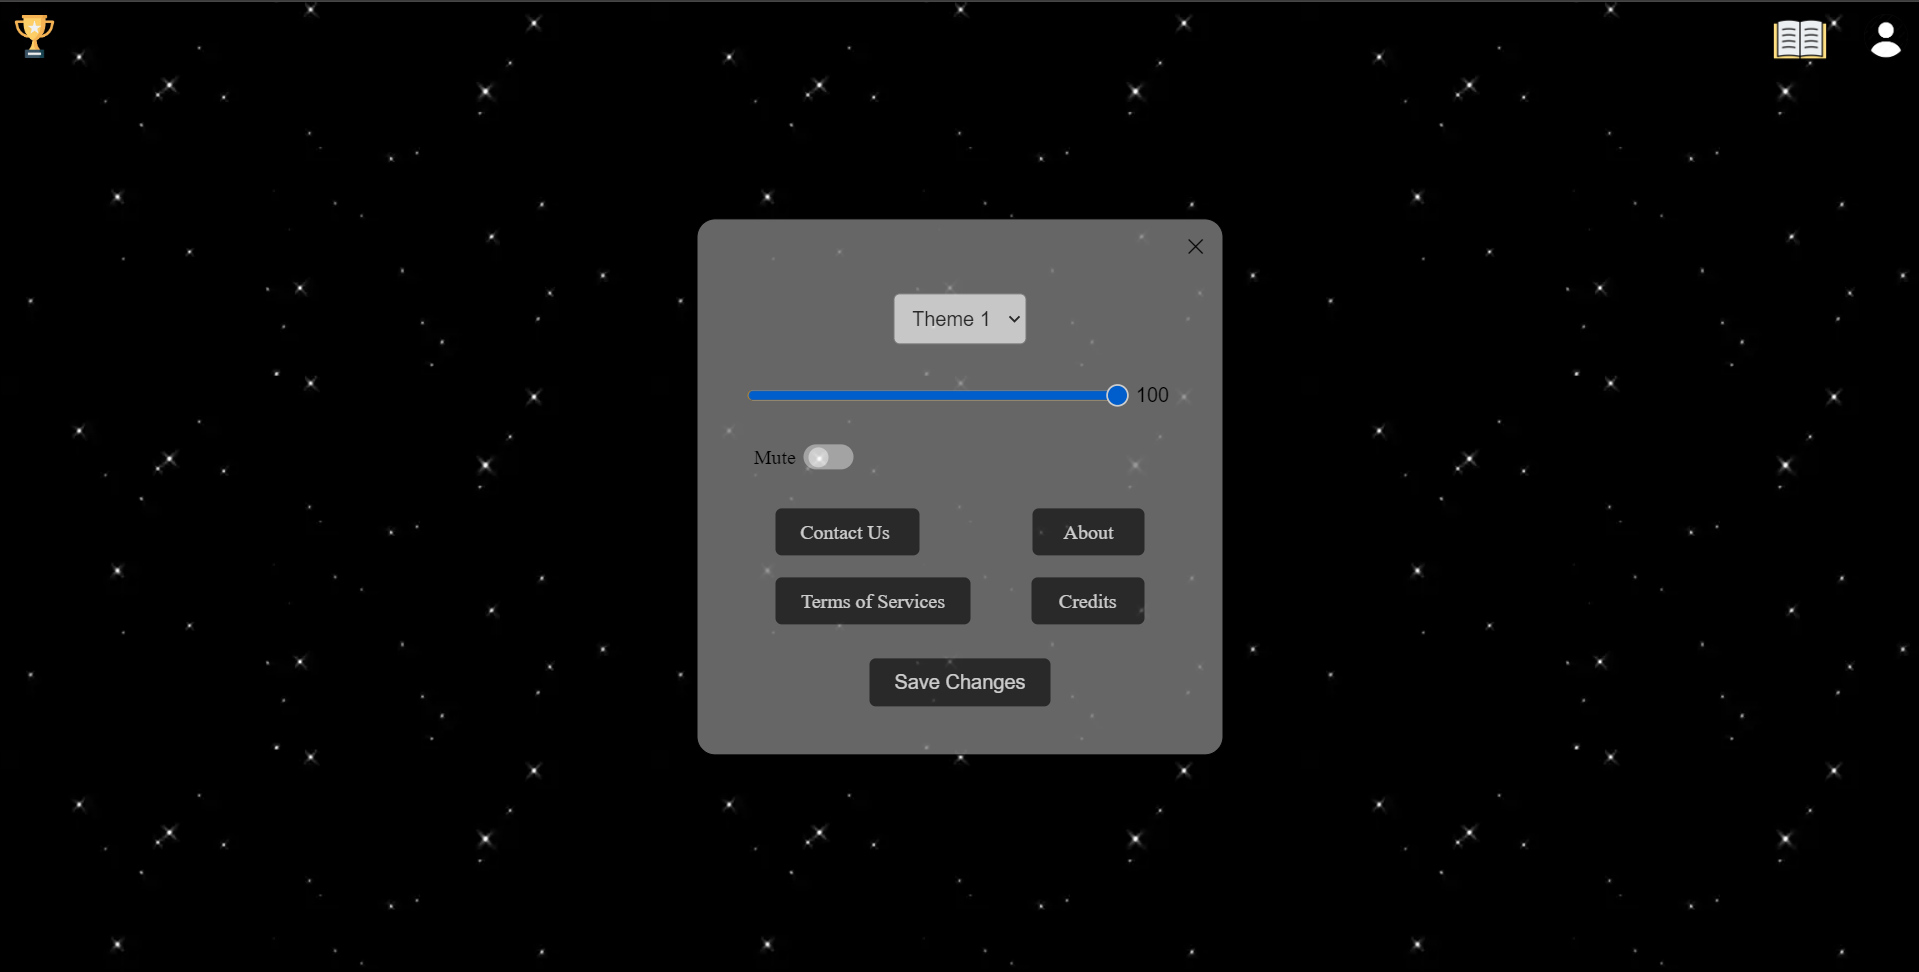 Theme 1
100
Mute
Contact Us
About
Terms of Services
Credits
Save Changes